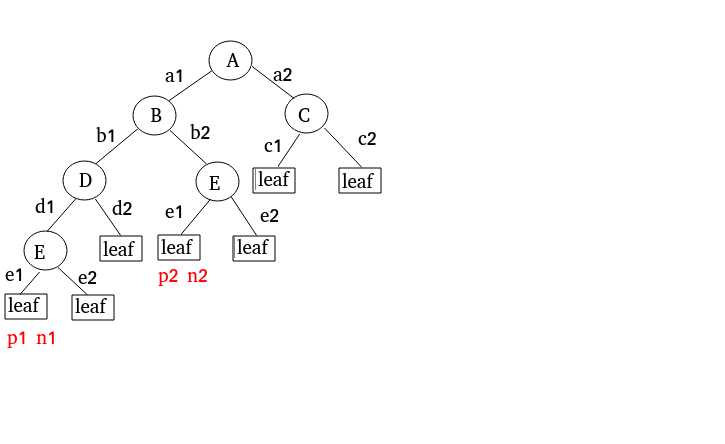 A
a1 a2
B C
b1 b2 c1 c2
D E leaf leaf
d1 d2 e1 e2
E leaf leaf leaf
e1 e2 p2 n2
leaf leaf
p1 n1